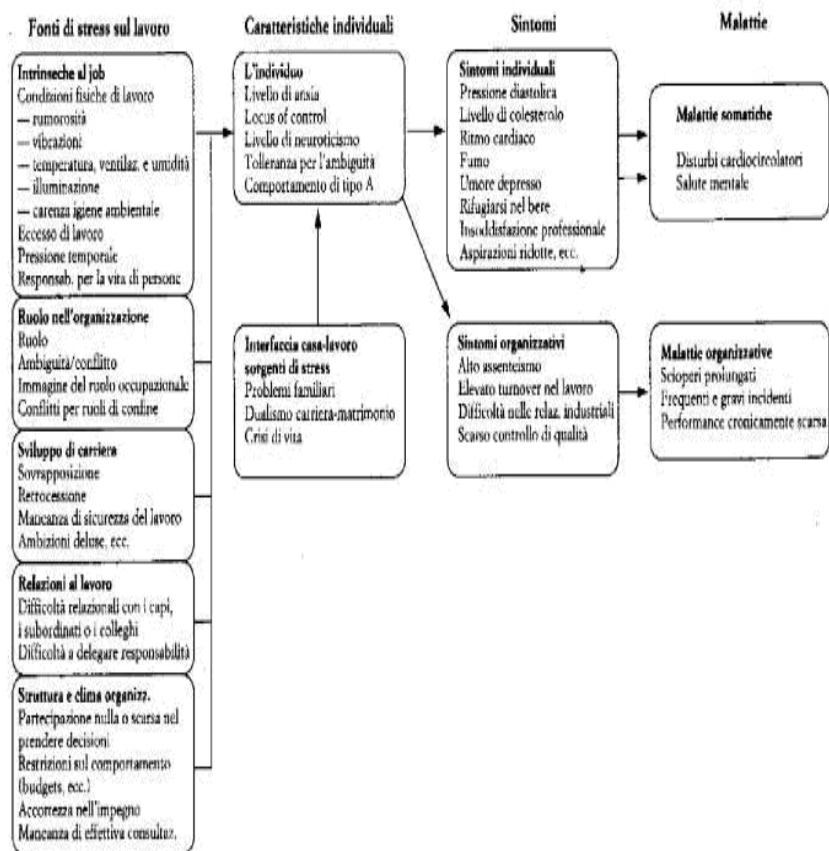 Fonti di stress sul lavoro
Intrinseche al job
Condizioni fisiche di lavoro
— rumorosità
— vibrazioni
— temperatura, ventilaz. e umidità
— illuminazione
— carenza igiene ambientale
Eccesso di lavoro
Pressione temporale
Responsab. per la vita di persone
Ruolo nell'organizzazione
Ruolo
Ambiguità/conflitto
Immagine del ruolo occupazionale
Conflitti per ruoli di confine
Sviluppo di carriera
Sovrapposizione
Retrocessione
Mancanza di sicurezza del lavoro
Ambizioni deluse, ecc.
Relazioni al lavoro
Difficoltà relazionali con i capi,
i subordinati o i colleghi
Difficoltà a delegare responsabilità
Struttura e clima organizz.
Partecipazione nulla o scarsa nel
prendere decisioni
Restrizioni sul comportamento
(budgets, ecc.)
Accortezza nell'impegno
Mancanza di effettiva consultaz.
Caratteristiche individuali
L'individuo
Livello di ansia
Locus of control
Livello di neuroticismo
Tolleranza per l'ambiguità
Comportamento di tipo A
Interfaccia casa-lavoro
sorgenti di stress
Problemi familiari
Dualismo carriera-matrimonio
Crisi di vita
Sintomi
Sintomi individuali
Pressione diastolica
Livello di colesterolo
Ritmo cardiaco
Fumo
Umore depresso
Rifugiarsi nel bere
Insoddisfazione professionale
Aspirazioni ridotte, ecc.
Sintomi organizzativi
Alto assenteismo
Elevato turnover nel lavoro
Difficoltà nelle relaz. industriali
Scarso controllo di qualità
Malattie
Malattie somatiche
Disturbi cardiocircolatori
Salute mentale
Malattie organizzative
Scioperi prolungati
Frequenti e gravi incidenti
Performance cronicamente scarsa